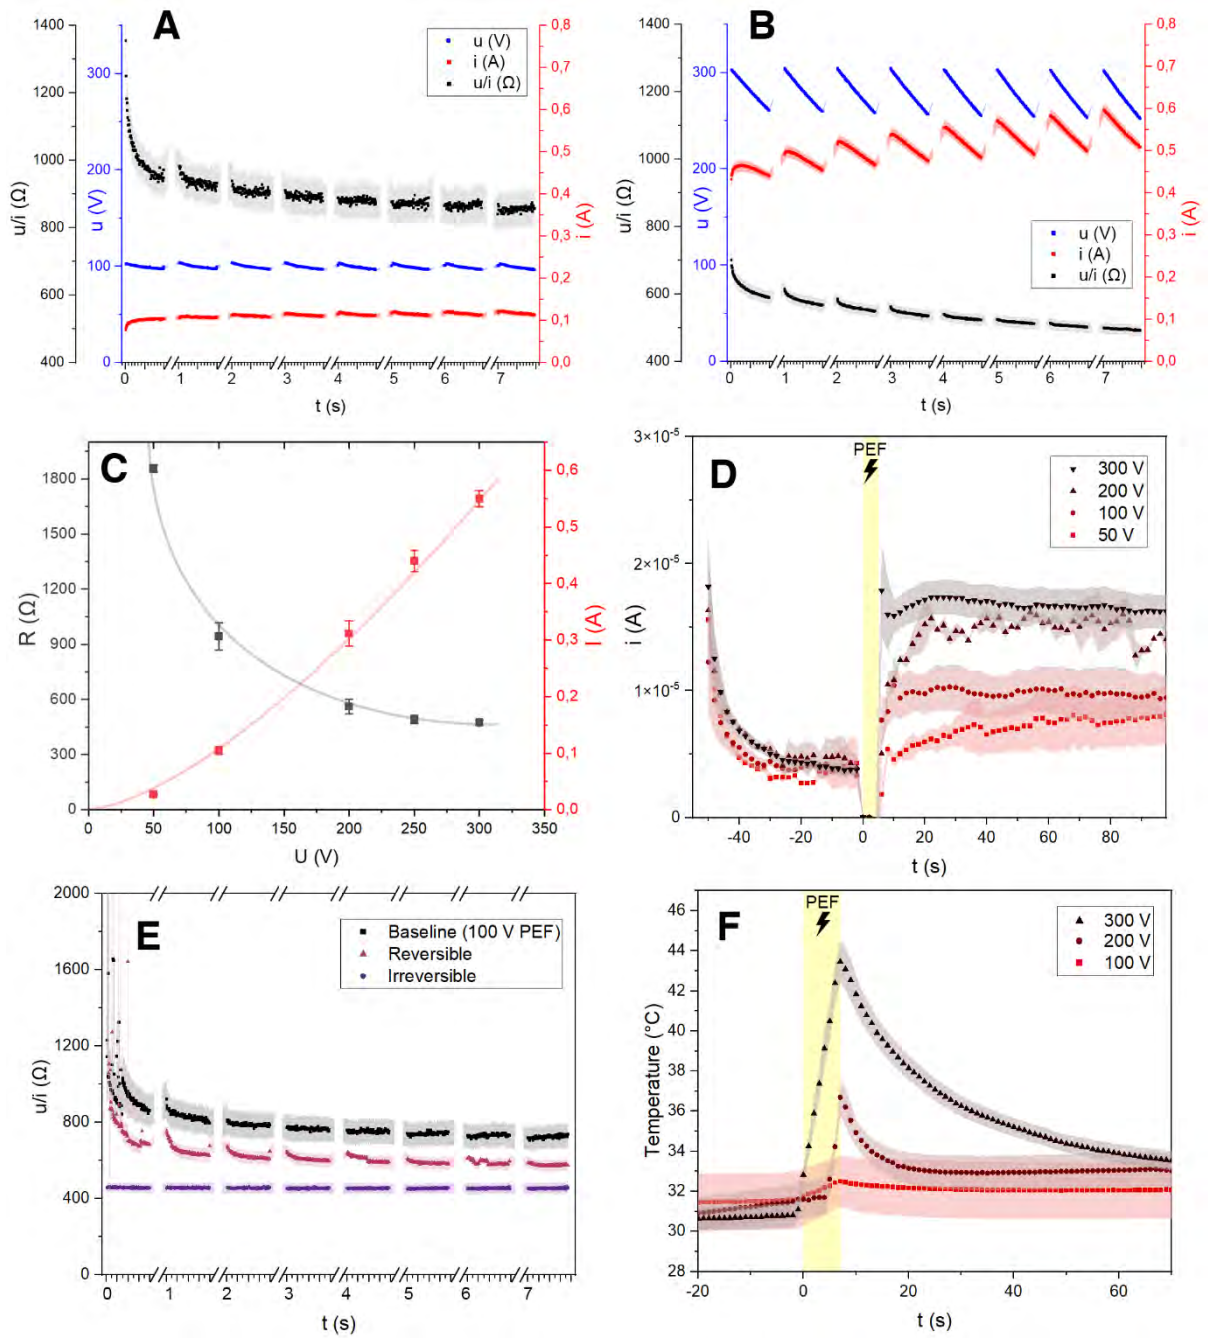 A
1400
1200
1000
800
600
400
u/i (Ω)
300
200
100
0
u (V)
u (V)
i (A)
u/i (Ω)
0,8
0,7
0,6
0,5
0,4
0,3
0,2
0,1
0,0
i (A)
0 1 2 3 4 5 6 7
t (s)
B
1400
1200
1000
800
600
400
u/i (Ω)
300
200
100
0
u (V)
u (V)
i (A)
u/i (Ω)
0,8
0,7
0,6
0,5
0,4
0,3
0,2
0,1
0,0
i (A)
0 1 2 3 4 5 6 7
t (s)
C
1800
1500
1200
900
600
300
0
R (Ω)
0,6
0,5
0,4
0,3
0,2
0,1
0,0
I (A)
0 50 100 150 200 250 300 350
U (V)
D
PEF
300 V
200 V
100 V
50 V
3×10⁻⁵
2×10⁻⁵
1×10⁻⁵
0
i (A)
-40 -20 0 20 40 60 80
t (s)
E
2000
1600
1200
800
400
0
u/i (Ω)
Baseline (100 V PEF)
Reversible
Irreversible
0 1 2 3 4 5 6 7
t (s)
F
PEF
300 V
200 V
100 V
46
44
42
40
38
36
34
32
30
28
Temperature (°C)
-20 0 20 40 60
t (s)